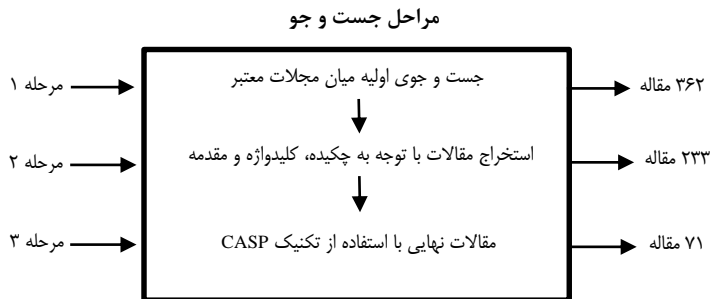 مراحل جست و جو
مرحله ۱
جست و جوی اولیه میان مجلات معتبر
۳۶۲ مقاله
مرحله ۲
استخراج مقالات با توجه به چکیده، کلیدواژه و مقدمه
۲۳۳ مقاله
مرحله ۳
مقالات نهایی با استفاده از تکنیک CASP
۷۱ مقاله